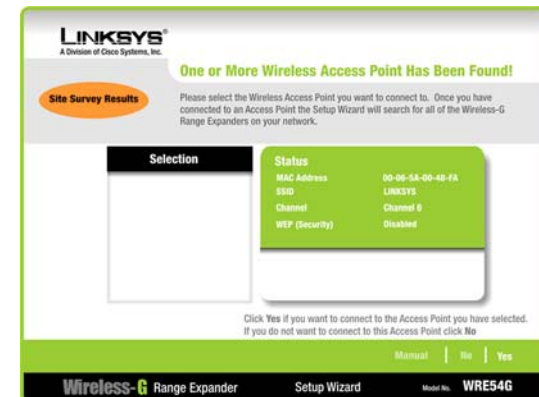 LINKSYS®
A Division of Cisco Systems, Inc.
One or More Wireless Access Point Has Been Found!
Site Survey Results
Please select the Wireless Access Point you want to connect to. Once you have
connected to an Access Point the Setup Wizard will search for all of the Wireless-G
Range Expanders on your network.
Selection
Status
MAC Address 00-06-5A-00-48-FA
SSID LINKSYS
Channel Channel 6
WEP (Security) Disabled
Click Yes if you want to connect to the Access Point you have selected.
If you do not want to connect to this Access Point click No
Manual | No | Yes
Wireless-G Range Expander Setup Wizard Model No. WRE54G